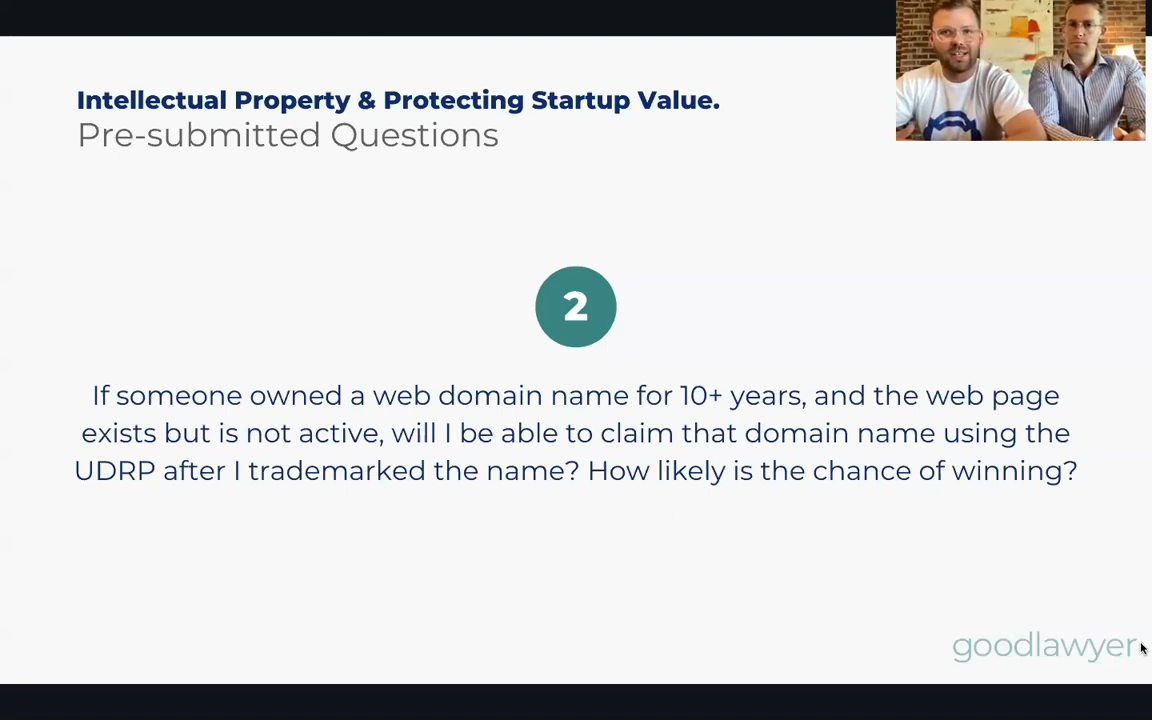 Intellectual Property & Protecting Startup Value.
Pre-submitted Questions
2
If someone owned a web domain name for 10+ years, and the web page
exists but is not active, will I be able to claim that domain name using the
UDRP after I trademarked the name? How likely is the chance of winning?
goodlawyer